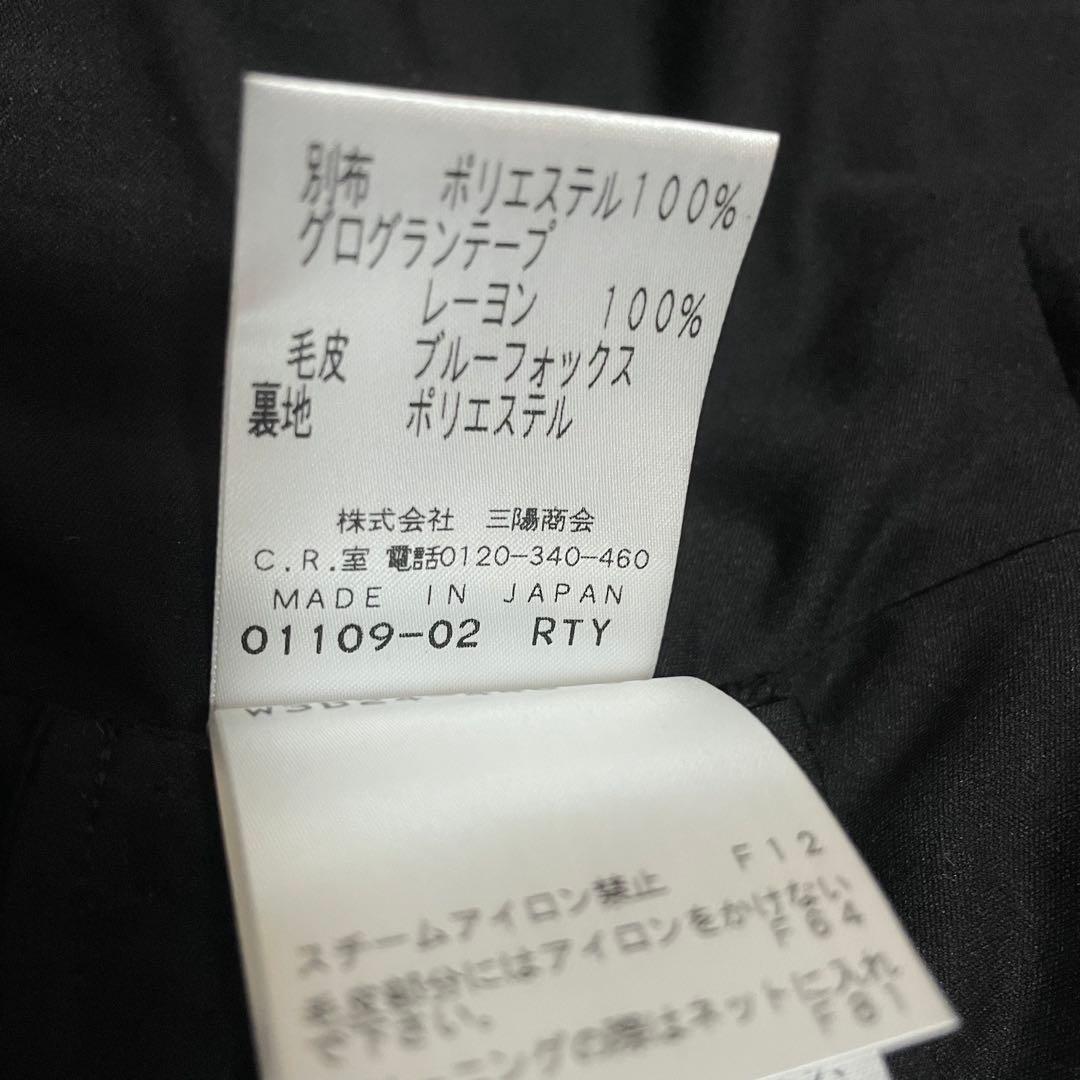 別布 ポリエステル100%
グログランテープ
レーヨン 100%
毛皮 ブルーフォックス
裏地 ポリエステル
株式会社 三陽商会
C.R.室 電話0120-340-460
MADE IN JAPAN
01109-02 RTY
F12
スチームアイロン禁止
毛皮部分にはアイロンをかけない
F64
で下さい。
ーニングの際はネットに入れ
F81